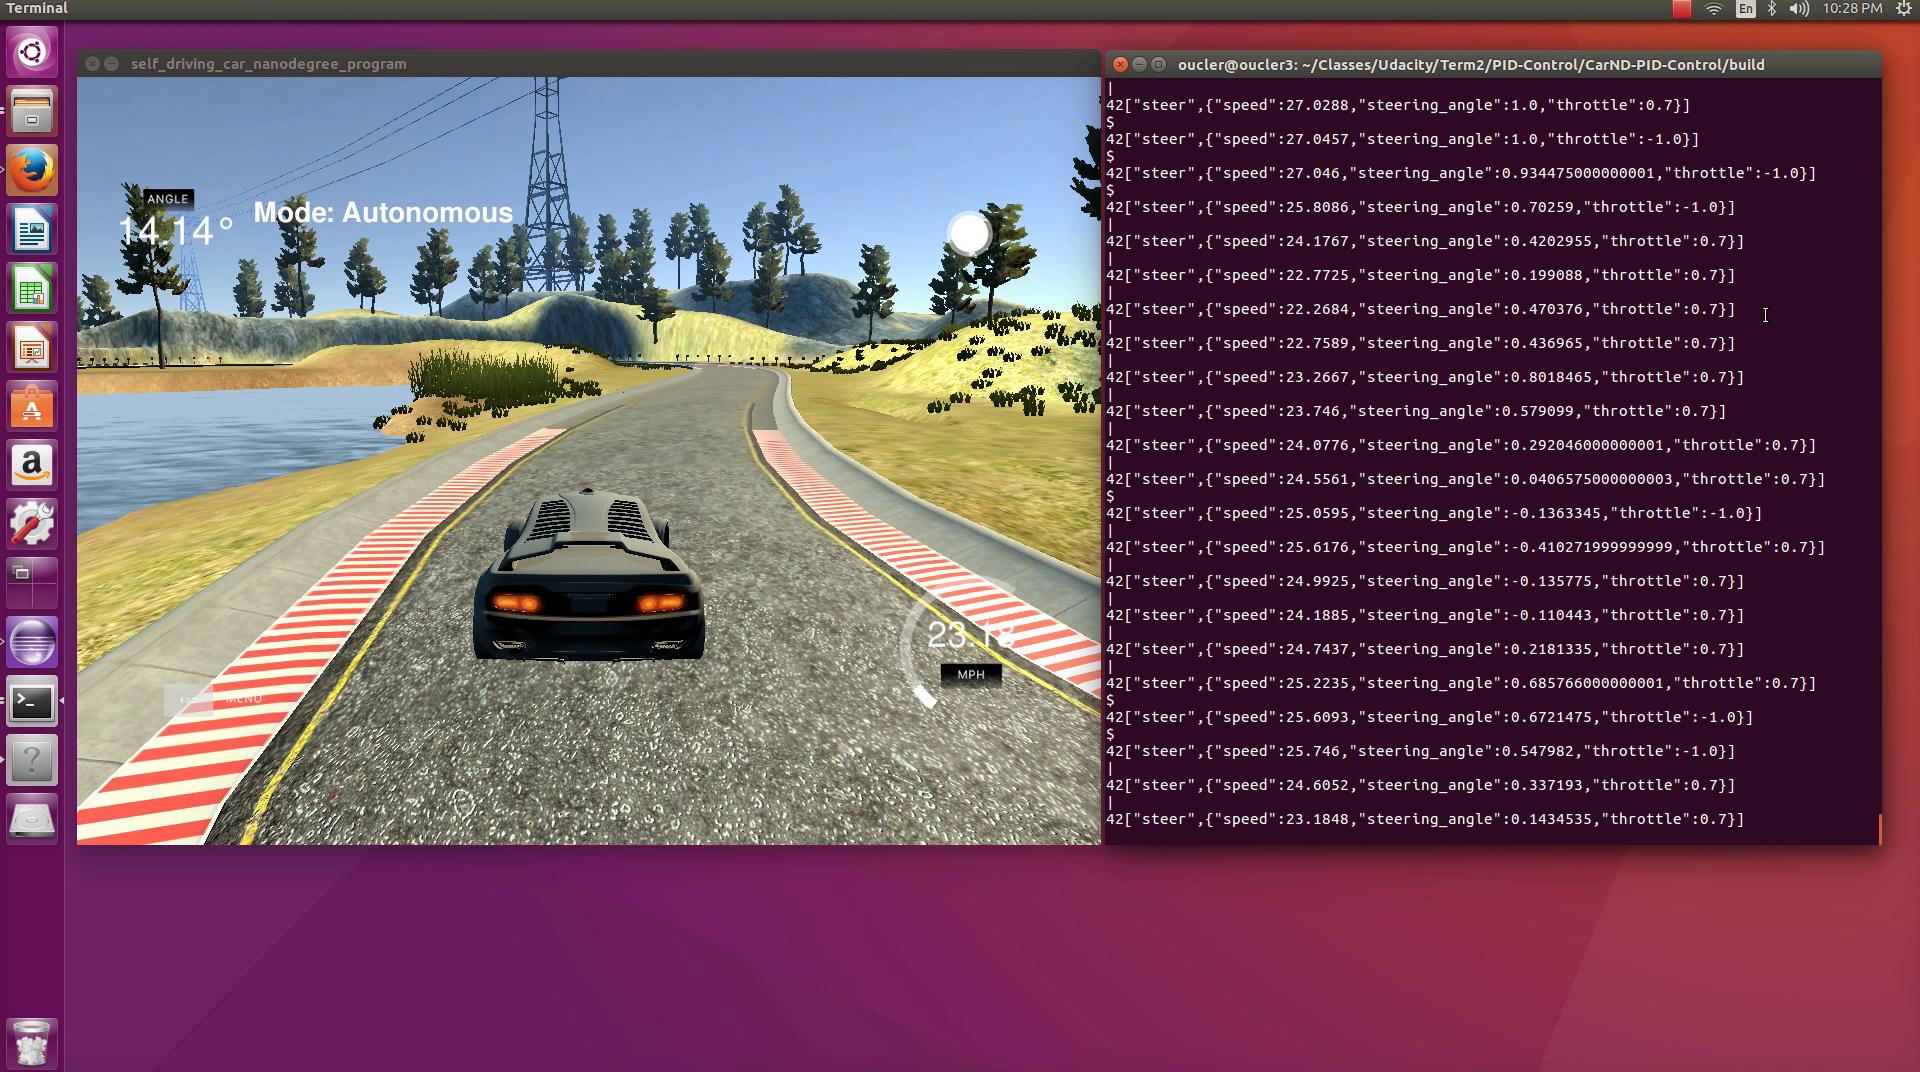 Terminal
En
10:28 PM
self_driving_car_nanodegree_program
ANGLE
14.14°
Mode: Autonomous
23.18
MPH
ESC
MENU
a
>_
?
oucler@oucler3: ~/Classes/Udacity/Term2/PID-Control/CarND-PID-Control/build
|
42["steer",{"speed":27.0288,"steering_angle":1.0,"throttle":0.7}]
$
42["steer",{"speed":27.0457,"steering_angle":1.0,"throttle":-1.0}]
$
42["steer",{"speed":27.046,"steering_angle":0.934475000000001,"throttle":-1.0}]
$
42["steer",{"speed":25.8086,"steering_angle":0.70259,"throttle":-1.0}]
|
42["steer",{"speed":24.1767,"steering_angle":0.4202955,"throttle":0.7}]
|
42["steer",{"speed":22.7725,"steering_angle":0.199088,"throttle":0.7}]
|
42["steer",{"speed":22.2684,"steering_angle":0.470376,"throttle":0.7}]
|
42["steer",{"speed":22.7589,"steering_angle":0.436965,"throttle":0.7}]
|
42["steer",{"speed":23.2667,"steering_angle":0.8018465,"throttle":0.7}]
|
42["steer",{"speed":23.746,"steering_angle":0.579099,"throttle":0.7}]
|
42["steer",{"speed":24.0776,"steering_angle":0.292046000000001,"throttle":0.7}]
|
42["steer",{"speed":24.5561,"steering_angle":0.0406575000000003,"throttle":0.7}]
$
42["steer",{"speed":25.0595,"steering_angle":-0.1363345,"throttle":-1.0}]
|
42["steer",{"speed":25.6176,"steering_angle":-0.410271999999999,"throttle":0.7}]
|
42["steer",{"speed":24.9925,"steering_angle":-0.135775,"throttle":0.7}]
|
42["steer",{"speed":24.1885,"steering_angle":-0.110443,"throttle":0.7}]
|
42["steer",{"speed":24.7437,"steering_angle":0.2181335,"throttle":0.7}]
|
42["steer",{"speed":25.2235,"steering_angle":0.685766000000001,"throttle":0.7}]
$
42["steer",{"speed":25.6093,"steering_angle":0.6721475,"throttle":-1.0}]
$
42["steer",{"speed":25.746,"steering_angle":0.547982,"throttle":-1.0}]
|
42["steer",{"speed":24.6052,"steering_angle":0.337193,"throttle":0.7}]
|
42["steer",{"speed":23.1848,"steering_angle":0.1434535,"throttle":0.7}]